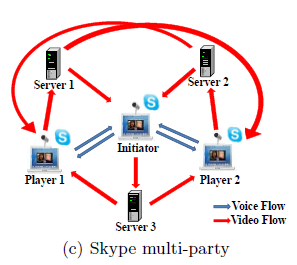 Server 1
Server 2
Initiator
Player 1
Player 2
Server 3
Voice Flow
Video Flow
(c) Skype multi-party